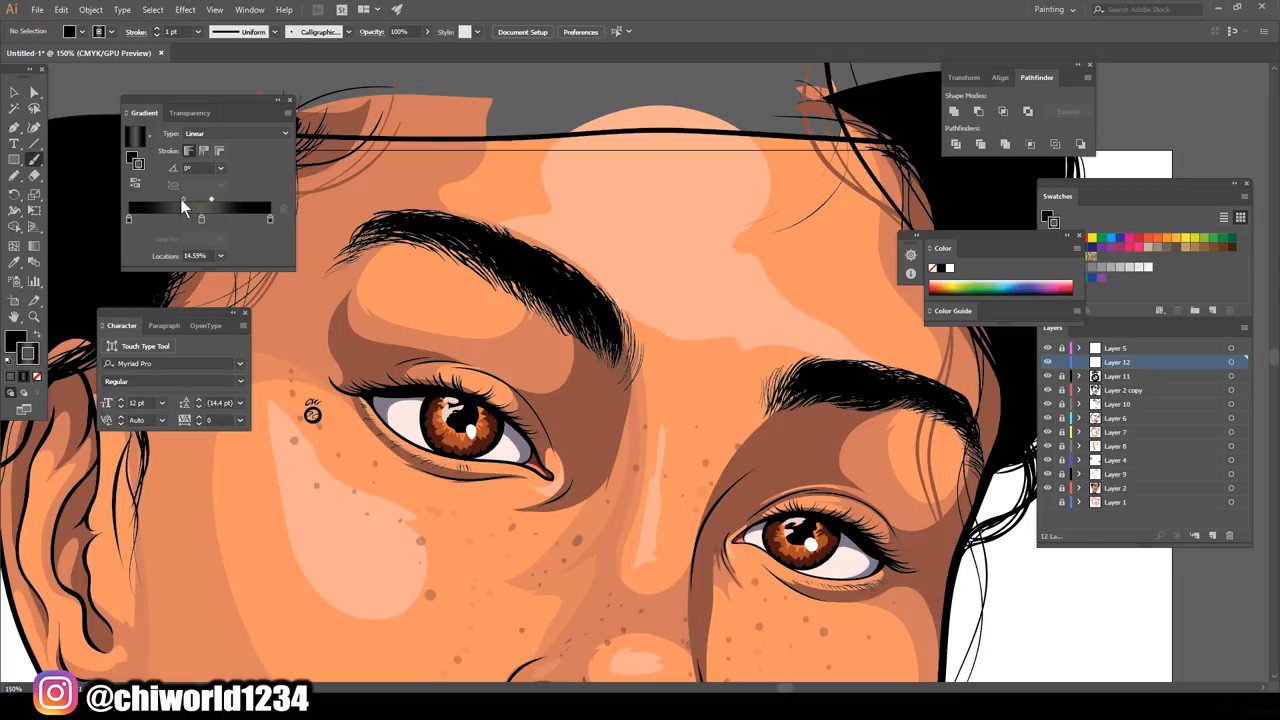 Ai File Edit Object Type Select Effect View Window Help Br St Painting Search Adobe Stock
No Selection Stroke: 1 pt Uniform Calligraphic... Opacity: 100% Style: Document Setup Preferences
Untitled-1* @ 150% (CMYK/GPU Preview)
Transform Align Pathfinder
Shape Modes:
Expand
Pathfinders:
Gradient Transparency
Type: Linear
Stroke:
0°
Opacity:
Location: 14.59%
Swatches
Color
Color Guide
Character Paragraph OpenType
Touch Type Tool
Myriad Pro
Regular
12 pt (14.4 pt)
Auto 0
Layers
Layer 5
Layer 12
Layer 11
Layer 2 copy
Layer 10
Layer 6
Layer 7
Layer 8
Layer 4
Layer 9
Layer 2
Layer 1
12 La...
150%
@chiworld1234